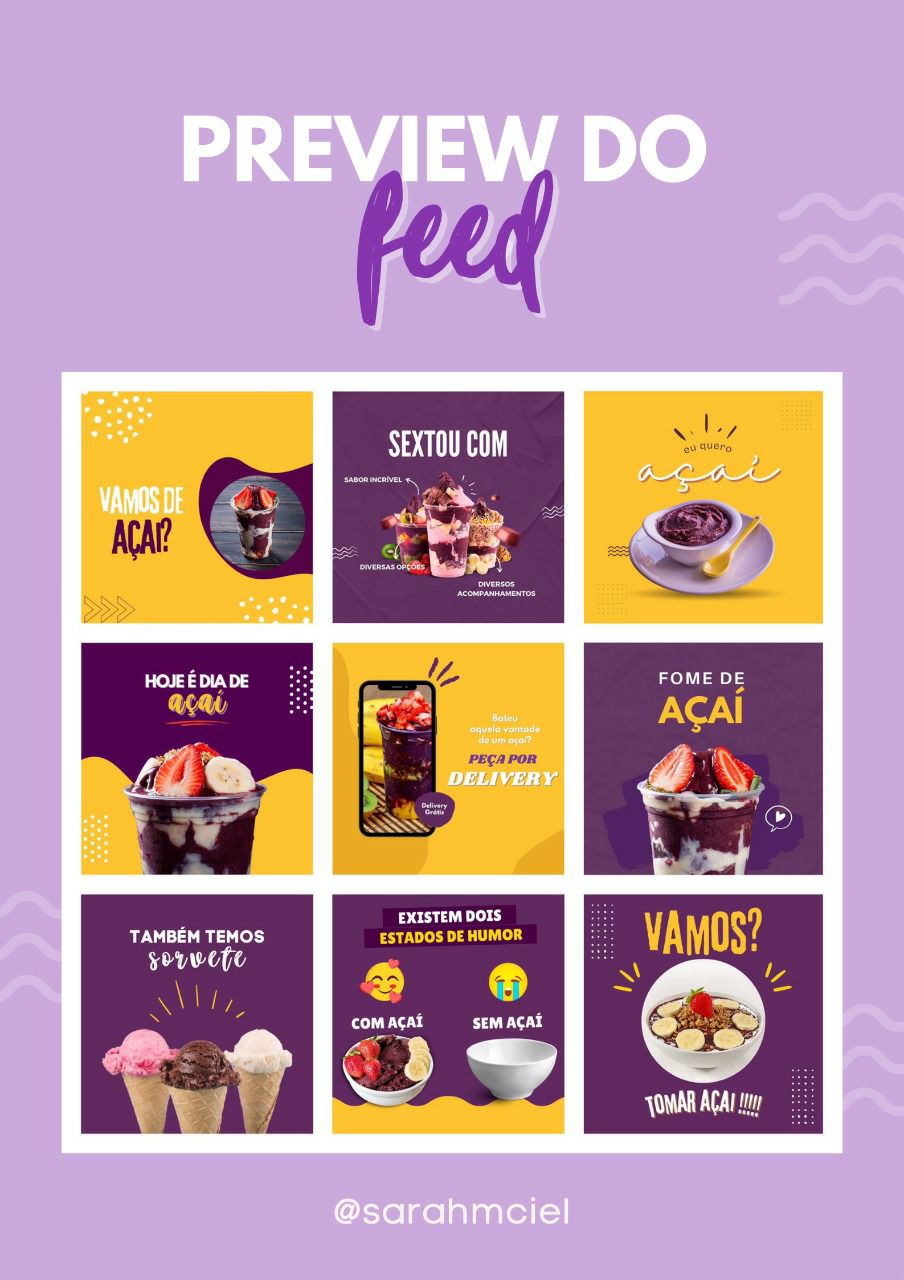 PREVIEW DO
feed
VAMOS DE
AÇAI?
SEXTOU COM
SABOR INCRÍVEL
DIVERSAS OPÇÕES
DIVERSOS
ACOMPANHAMENTOS
eu quero
açaí
HOJE É DIA DE
açaí
Bateu
aquela vontade
de um açaí?
PEÇA POR
DELIVERY
Delivery
Grátis
FOME DE
AÇAÍ
TAMBÉM TEMOS
sorvete
EXISTEM DOIS
ESTADOS DE HUMOR
COM AÇAÍ
SEM AÇAÍ
VAMOS?
TOMAR AÇAI !!!!!
@sarahmciel